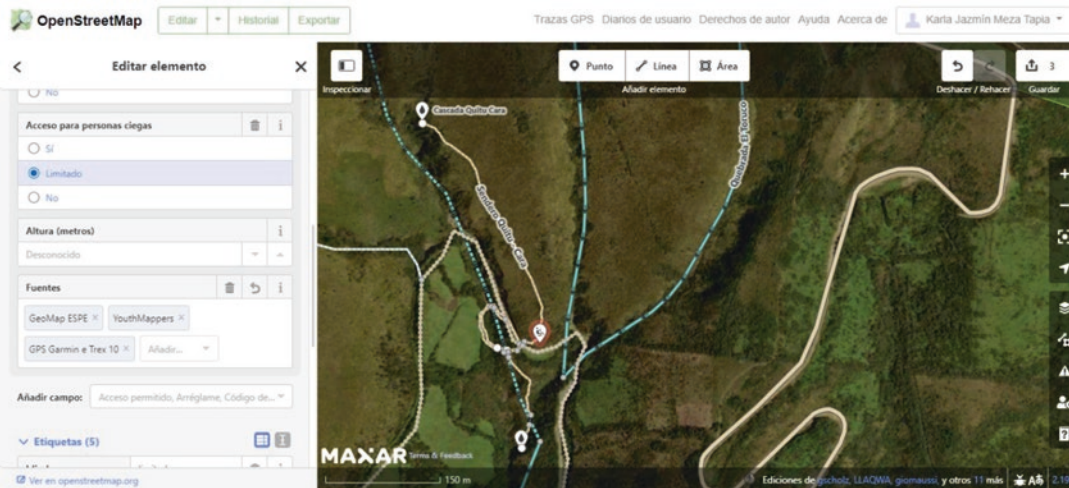 OpenStreetMap
Editar
Historial
Exportar
Trazas GPS Diarios de usuario Derechos de autor Ayuda Acerca de
Karla Jazmín Meza Tapia
Editar elemento
No
Acceso para personas ciegas
Sí
Limitado
No
Altura (metros)
Desconocido
Fuentes
GeoMap ESPE × YouthMappers ×
GPS Garmin e Trex 10 × Añadir...
Añadir campo: Acceso permitido, Arréglame, Código de...
Etiquetas (5)
Ver en openstreetmap.org
Inspeccionar
Punto
Línea
Área
Añadir elemento
Deshacer / Rehacer
3
Guardar
Cascada Quitu Cara
Sendero Quitu - Cara
Quebrada El Toruco
MAXAR Terms & Feedback
150 m
Ediciones de gscholz, LLAQWA, giomaussi, y otros 11 más
2.19